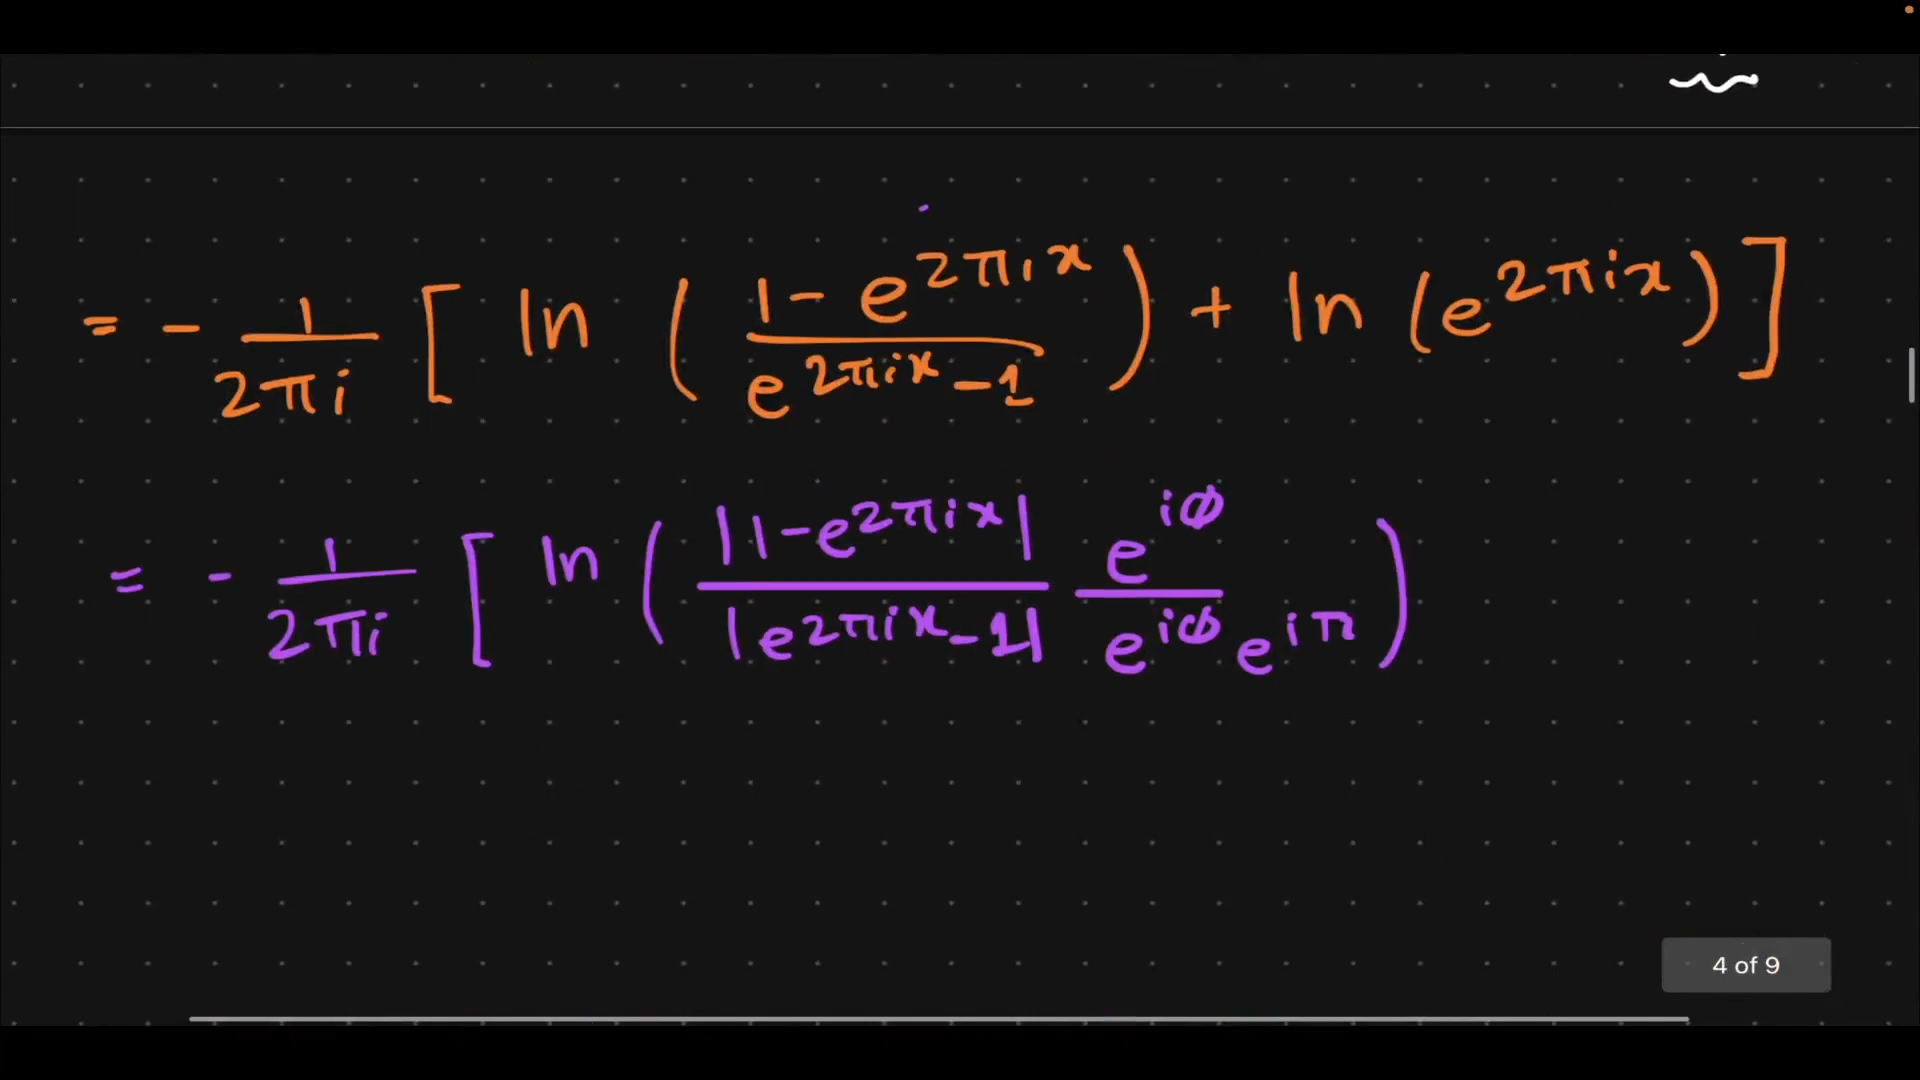 = - 1/(2πi) [ ln ( (1 - e^{2πix}) / (e^{2πix} - 1) ) + ln (e^{2πix}) ]
= - 1/(2πi) [ ln ( |1 - e^{2πix}| / |e^{2πix} - 1| e^{iφ} / (e^{iφ} e^{iπ}) )
4 of 9